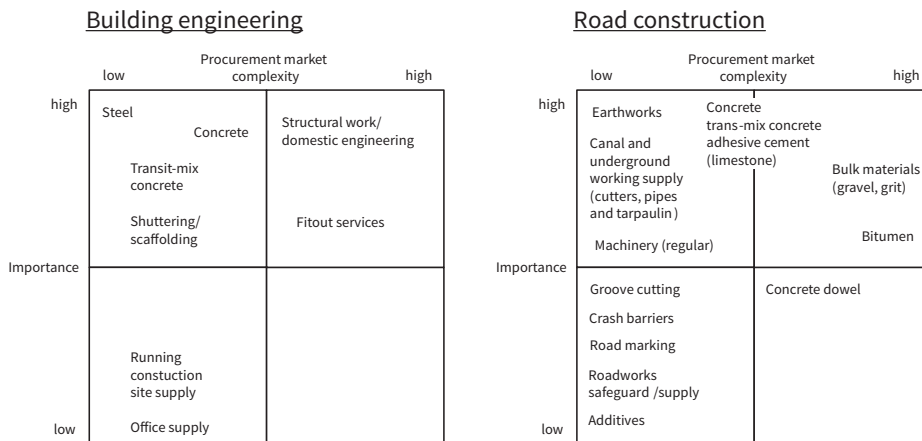 Building engineering
Procurement market
complexity
low
high
high
Importance
low
Steel
Concrete
Transit-mix
concrete
Shuttering/
scaffolding
Structural work/
domestic engineering
Fitout services
Running
constuction
site supply
Office supply
Road construction
Procurement market
complexity
low
high
high
Importance
low
Earthworks
Canal and
underground
working supply
(cutters, pipes
and tarpaulin )
Machinery (regular)
Concrete
trans-mix concrete
adhesive cement
(limestone)
Bulk materials
(gravel, grit)
Bitumen
Groove cutting
Crash barriers
Road marking
Roadworks
safeguard /supply
Additives
Concrete dowel